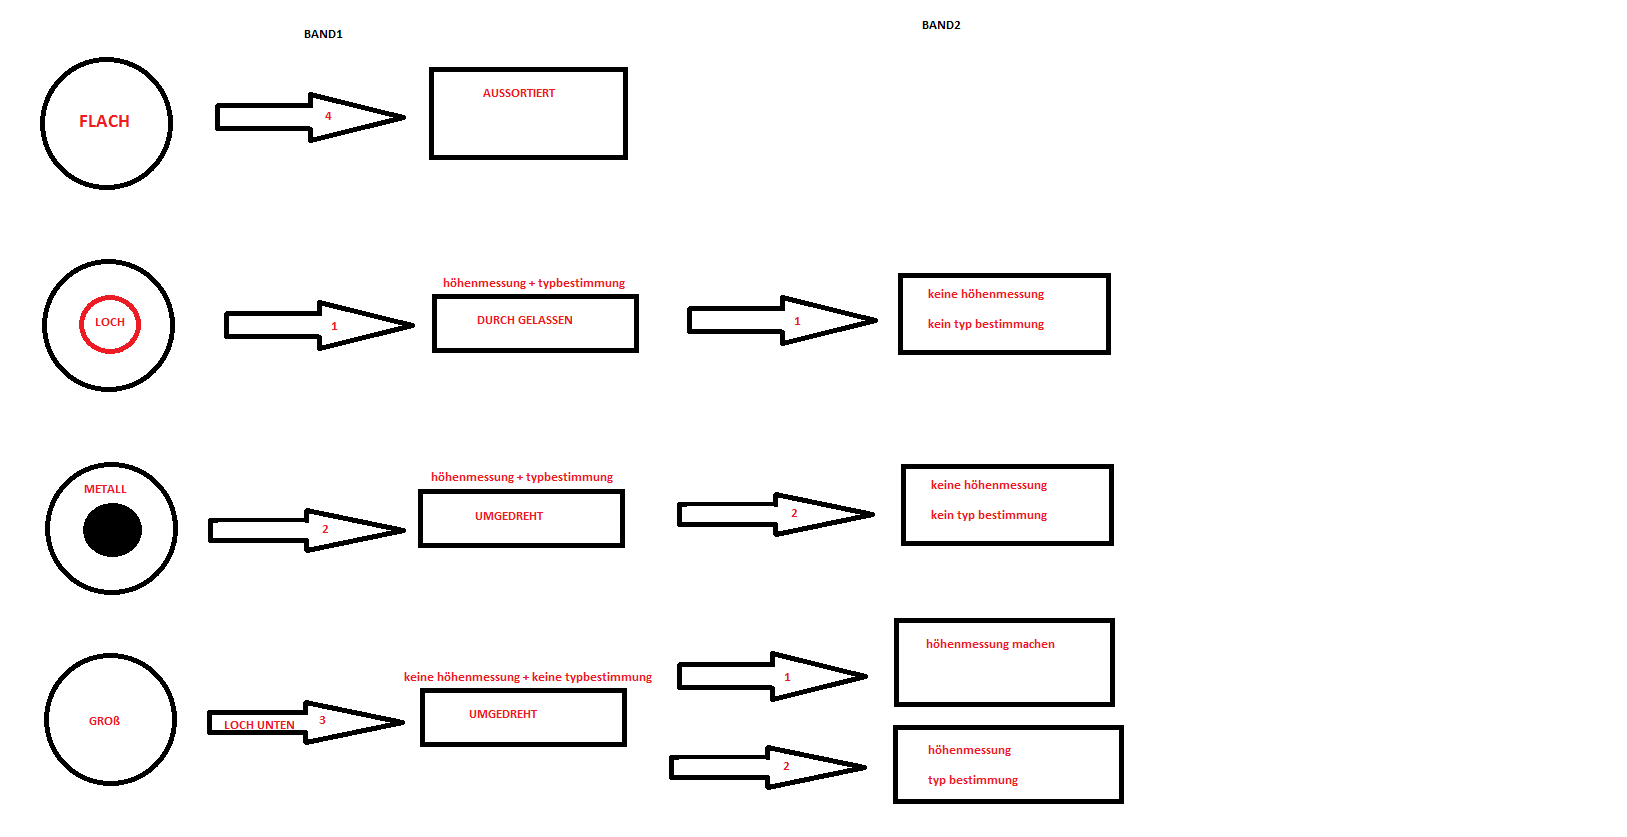 BAND1
BAND2
FLACH
4
AUSSORTIERT
höhenmessung + typbestimmung
LOCH
1
DURCH GELASSEN
1
keine höhenmessung
kein typ bestimmung
höhenmessung + typbestimmung
METALL
2
UMGEDREHT
2
keine höhenmessung
kein typ bestimmung
keine höhenmessung + keine typbestimmung
GROß
LOCH UNTEN
3
UMGEDREHT
1
höhenmessung machen
2
höhenmessung
typ bestimmung